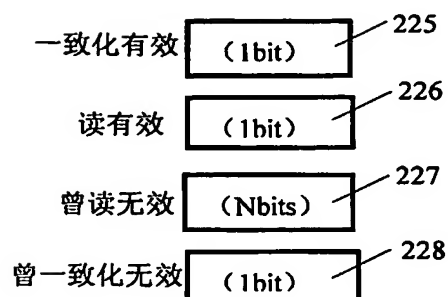 225
一致化有效 （1bit）
226
读有效 （1bit）
227
曾读无效 （Nbits）
228
曾一致化无效 （1bit）